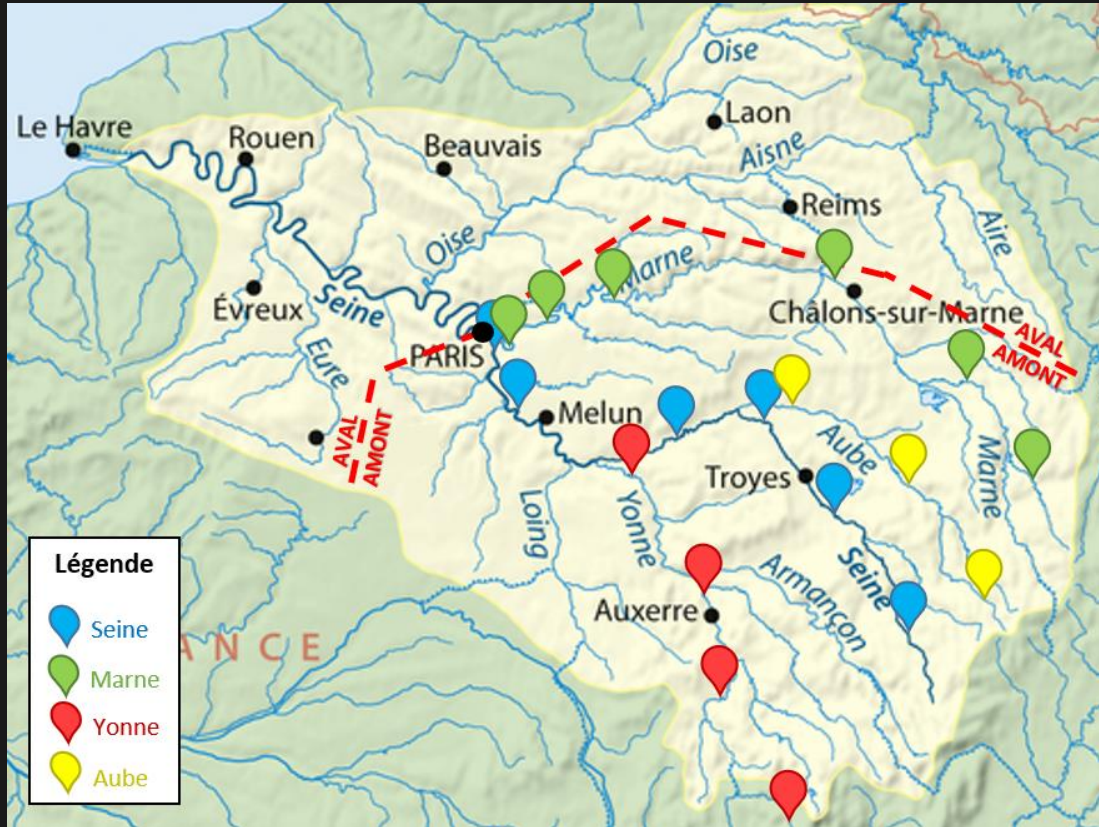 Oise
Laon
Le Havre
Rouen
Beauvais
Aisne
Reims
Aire
Oise
Marne
Évreux
Seine
Châlons-sur-Marne
PARIS
AVAL
AMONT
Eure
Melun
AVAL
AMONT
Aube
Marne
Troyes
Loing
Yonne
Seine
Armançon
Auxerre
Légende
Seine
ANCE
Marne
Yonne
Aube